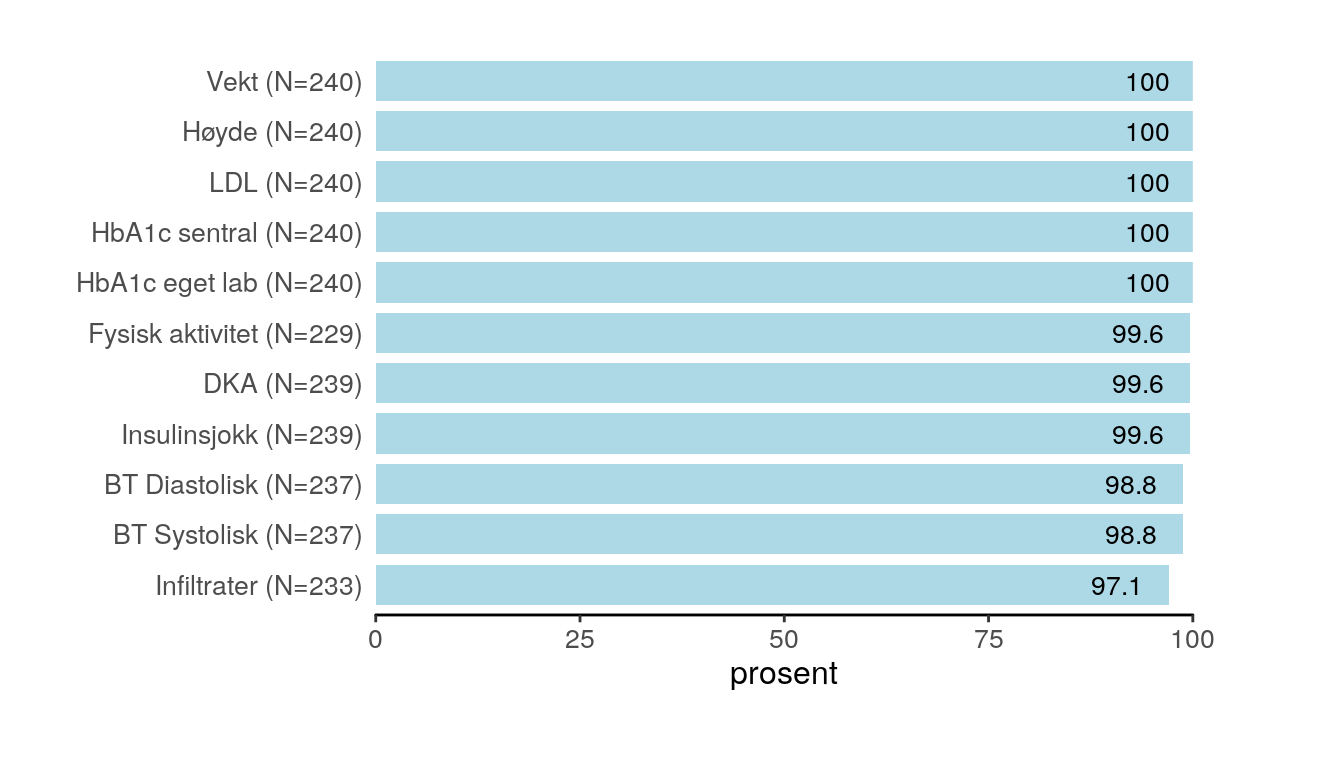 Vekt (N=240) 100
Høyde (N=240) 100
LDL (N=240) 100
HbA1c sentral (N=240) 100
HbA1c eget lab (N=240) 100
Fysisk aktivitet (N=229) 99.6
DKA (N=239) 99.6
Insulinsjokk (N=239) 99.6
BT Diastolisk (N=237) 98.8
BT Systolisk (N=237) 98.8
Infiltrater (N=233) 97.1
0 25 50 75 100
prosent